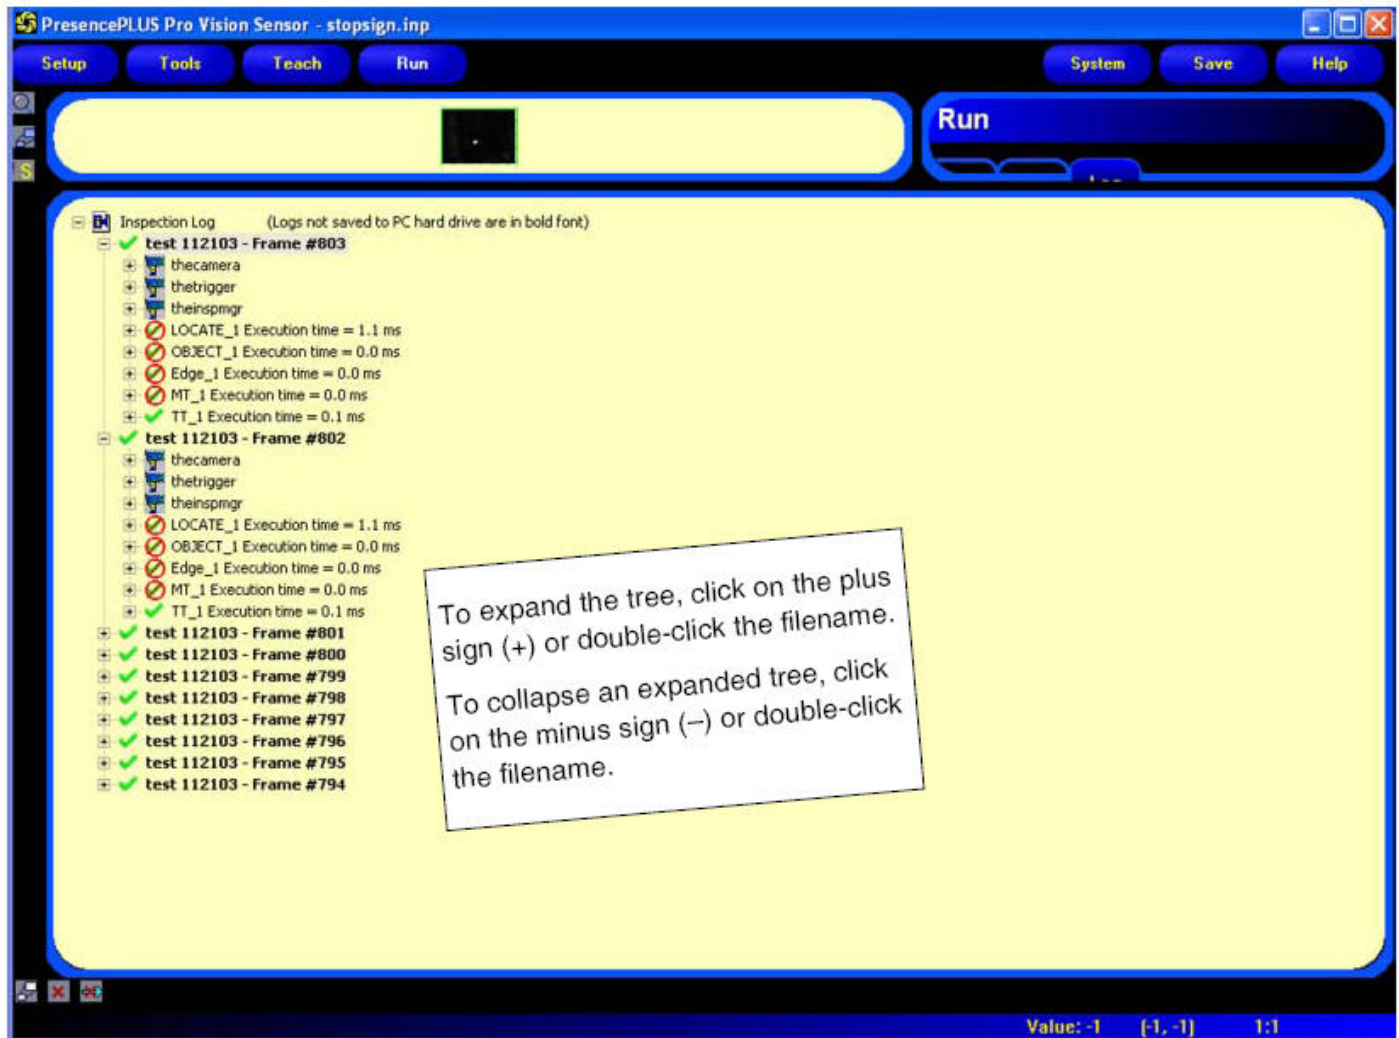 PresencePLUS Pro Vision Sensor - stopsign.inp
Setup Tools Teach Run System Save Help
S
Run
Inspection Log (Logs not saved to PC hard drive are in bold font)
test 112103 - Frame #803
thecamera
thetrigger
theinspmgr
LOCATE_1 Execution time = 1.1 ms
OBJECT_1 Execution time = 0.0 ms
Edge_1 Execution time = 0.0 ms
MT_1 Execution time = 0.0 ms
TT_1 Execution time = 0.1 ms
test 112103 - Frame #802
thecamera
thetrigger
theinspmgr
LOCATE_1 Execution time = 1.1 ms
OBJECT_1 Execution time = 0.0 ms
Edge_1 Execution time = 0.0 ms
MT_1 Execution time = 0.0 ms
TT_1 Execution time = 0.1 ms
test 112103 - Frame #801
test 112103 - Frame #800
test 112103 - Frame #799
test 112103 - Frame #798
test 112103 - Frame #797
test 112103 - Frame #796
test 112103 - Frame #795
test 112103 - Frame #794
To expand the tree, click on the plus
sign (+) or double-click the filename.
To collapse an expanded tree, click
on the minus sign (–) or double-click
the filename.
Value: -1 (-1, -1) 1:1